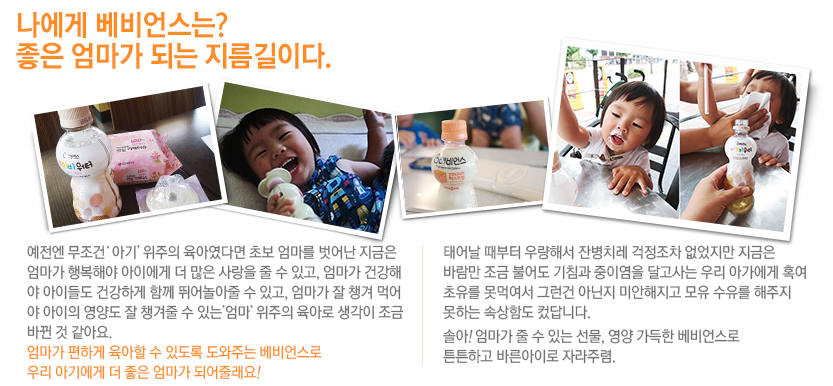 나에게 베비언스는?
좋은 엄마가 되는 지름길이다.
워터
베비언스
예전엔 무조건 ‘ 아기’ 위주의 육아였다면 초보 엄마를 벗어난 지금은
엄마가 행복해야 아이에게 더 많은 사랑을 줄 수 있고, 엄마가 건강해
야 아이들도 건강하게 함께 뛰어놀아줄 수 있고, 엄마가 잘 챙겨 먹어
야 아이의 영양도 잘 챙겨줄 수 있는‘엄마’ 위주의 육아로 생각이 조금
바뀐 것 같아요.
엄마가 편하게 육아할 수 있도록 도와주는 베비언스로
우리 아기에게 더 좋은 엄마가 되어줄래요!
태어날 때부터 우량해서 잔병치레 걱정조차 없었지만 지금은
바람만 조금 불어도 기침과 중이염을 달고사는 우리 아가에게 혹여
초유를 못먹여서 그런건 아닌지 미안해지고 모유 수유를 해주지
못하는 속상함도 컸답니다.
솔아! 엄마가 줄 수 있는 선물, 영양 가득한 베비언스로
튼튼하고 바른아이로 자라주렴.